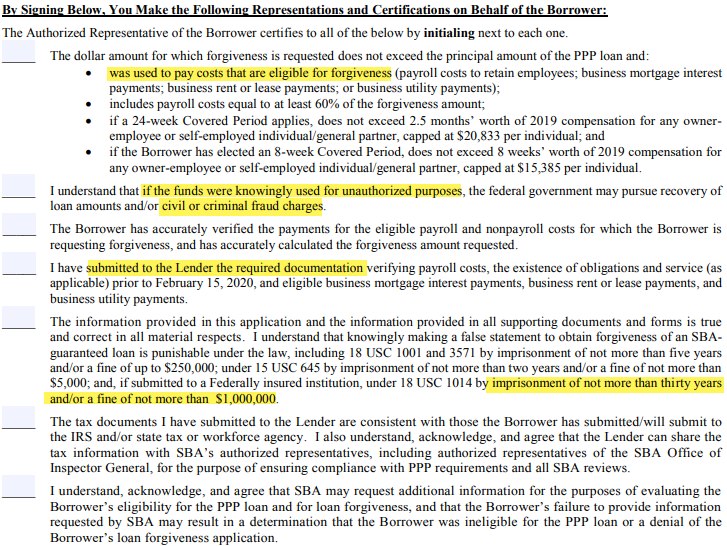 By Signing Below, You Make the Following Representations and Certifications on Behalf of the Borrower:
The Authorized Representative of the Borrower certifies to all of the below by initialing next to each one.
The dollar amount for which forgiveness is requested does not exceed the principal amount of the PPP loan and:
• was used to pay costs that are eligible for forgiveness (payroll costs to retain employees; business mortgage interest
payments; business rent or lease payments; or business utility payments);
• includes payroll costs equal to at least 60% of the forgiveness amount;
• if a 24-week Covered Period applies, does not exceed 2.5 months’ worth of 2019 compensation for any owner-
employee or self-employed individual/general partner, capped at $20,833 per individual; and
• if the Borrower has elected an 8-week Covered Period, does not exceed 8 weeks’ worth of 2019 compensation for
any owner-employee or self-employed individual/general partner, capped at $15,385 per individual.
I understand that if the funds were knowingly used for unauthorized purposes, the federal government may pursue recovery of
loan amounts and/or civil or criminal fraud charges.
The Borrower has accurately verified the payments for the eligible payroll and nonpayroll costs for which the Borrower is
requesting forgiveness, and has accurately calculated the forgiveness amount requested.
I have submitted to the Lender the required documentation verifying payroll costs, the existence of obligations and service (as
applicable) prior to February 15, 2020, and eligible business mortgage interest payments, business rent or lease payments, and
business utility payments.
The information provided in this application and the information provided in all supporting documents and forms is true
and correct in all material respects. I understand that knowingly making a false statement to obtain forgiveness of an SBA-
guaranteed loan is punishable under the law, including 18 USC 1001 and 3571 by imprisonment of not more than five years
and/or a fine of up to $250,000; under 15 USC 645 by imprisonment of not more than two years and/or a fine of not more than
$5,000; and, if submitted to a Federally insured institution, under 18 USC 1014 by imprisonment of not more than thirty years
and/or a fine of not more than $1,000,000.
The tax documents I have submitted to the Lender are consistent with those the Borrower has submitted/will submit to
the IRS and/or state tax or workforce agency. I also understand, acknowledge, and agree that the Lender can share the
tax information with SBA’s authorized representatives, including authorized representatives of the SBA Office of
Inspector General, for the purpose of ensuring compliance with PPP requirements and all SBA reviews.
I understand, acknowledge, and agree that SBA may request additional information for the purposes of evaluating the
Borrower’s eligibility for the PPP loan and for loan forgiveness, and that the Borrower’s failure to provide information
requested by SBA may result in a determination that the Borrower was ineligible for the PPP loan or a denial of the
Borrower’s loan forgiveness application.